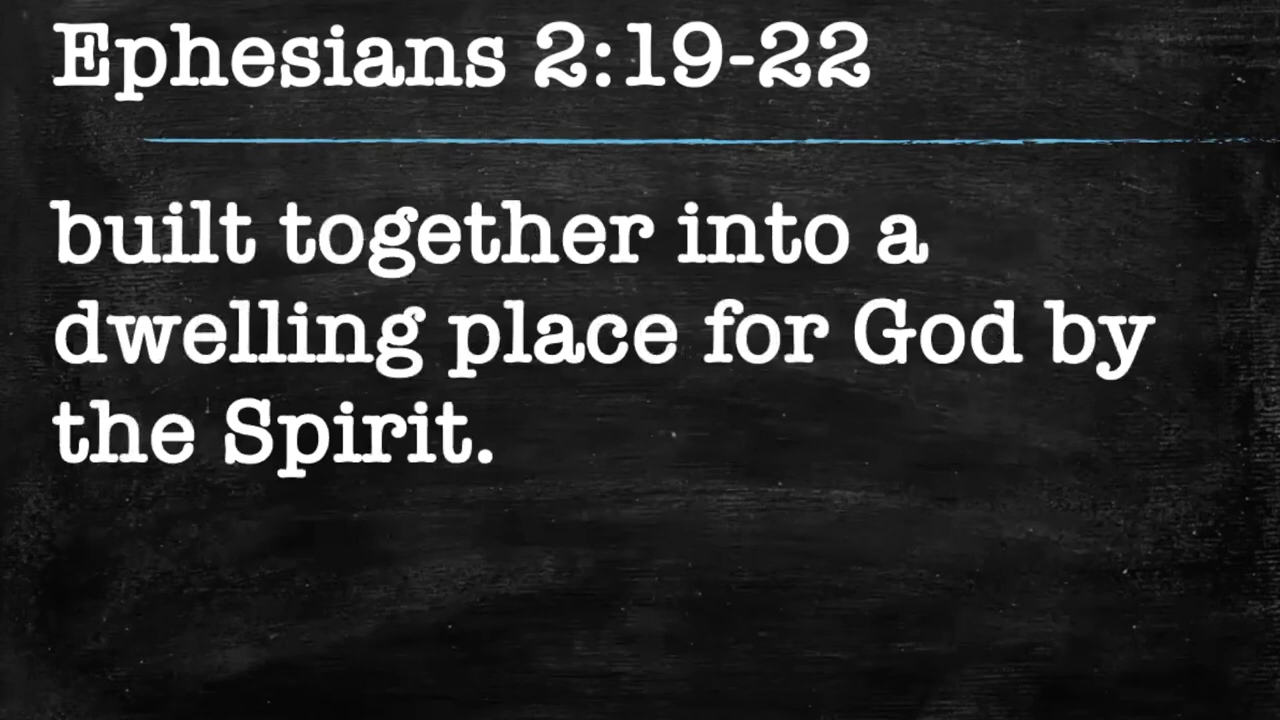 Ephesians 2:19-22
built together into a
dwelling place for God by
the Spirit.